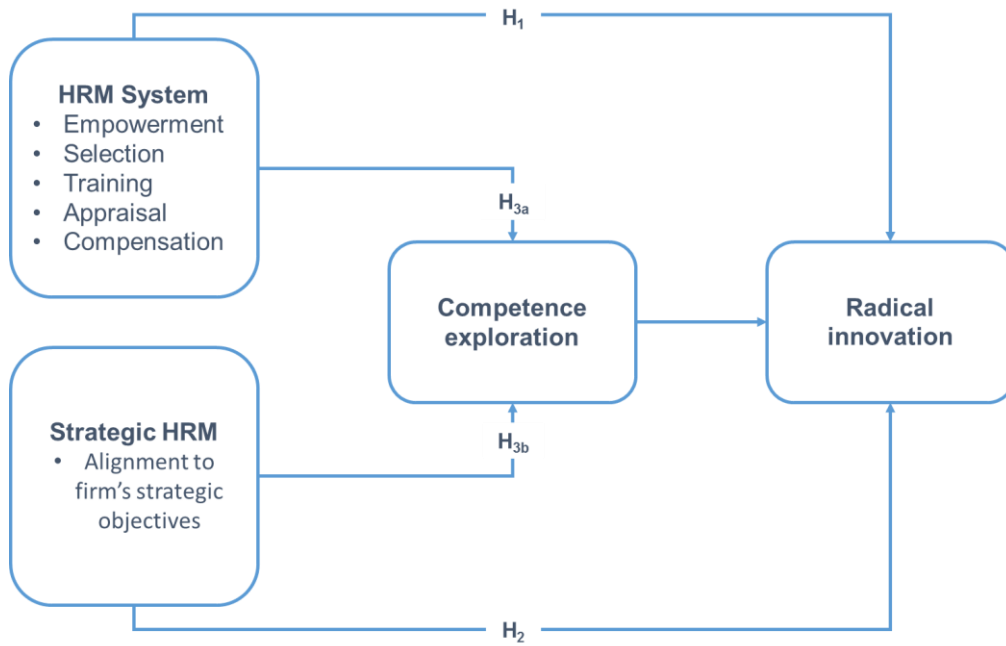 H1
HRM System
• Empowerment
• Selection
• Training
• Appraisal
• Compensation
H3a
Competence
exploration
Radical
innovation
Strategic HRM
• Alignment to
firm’s strategic
objectives
H3b
H2